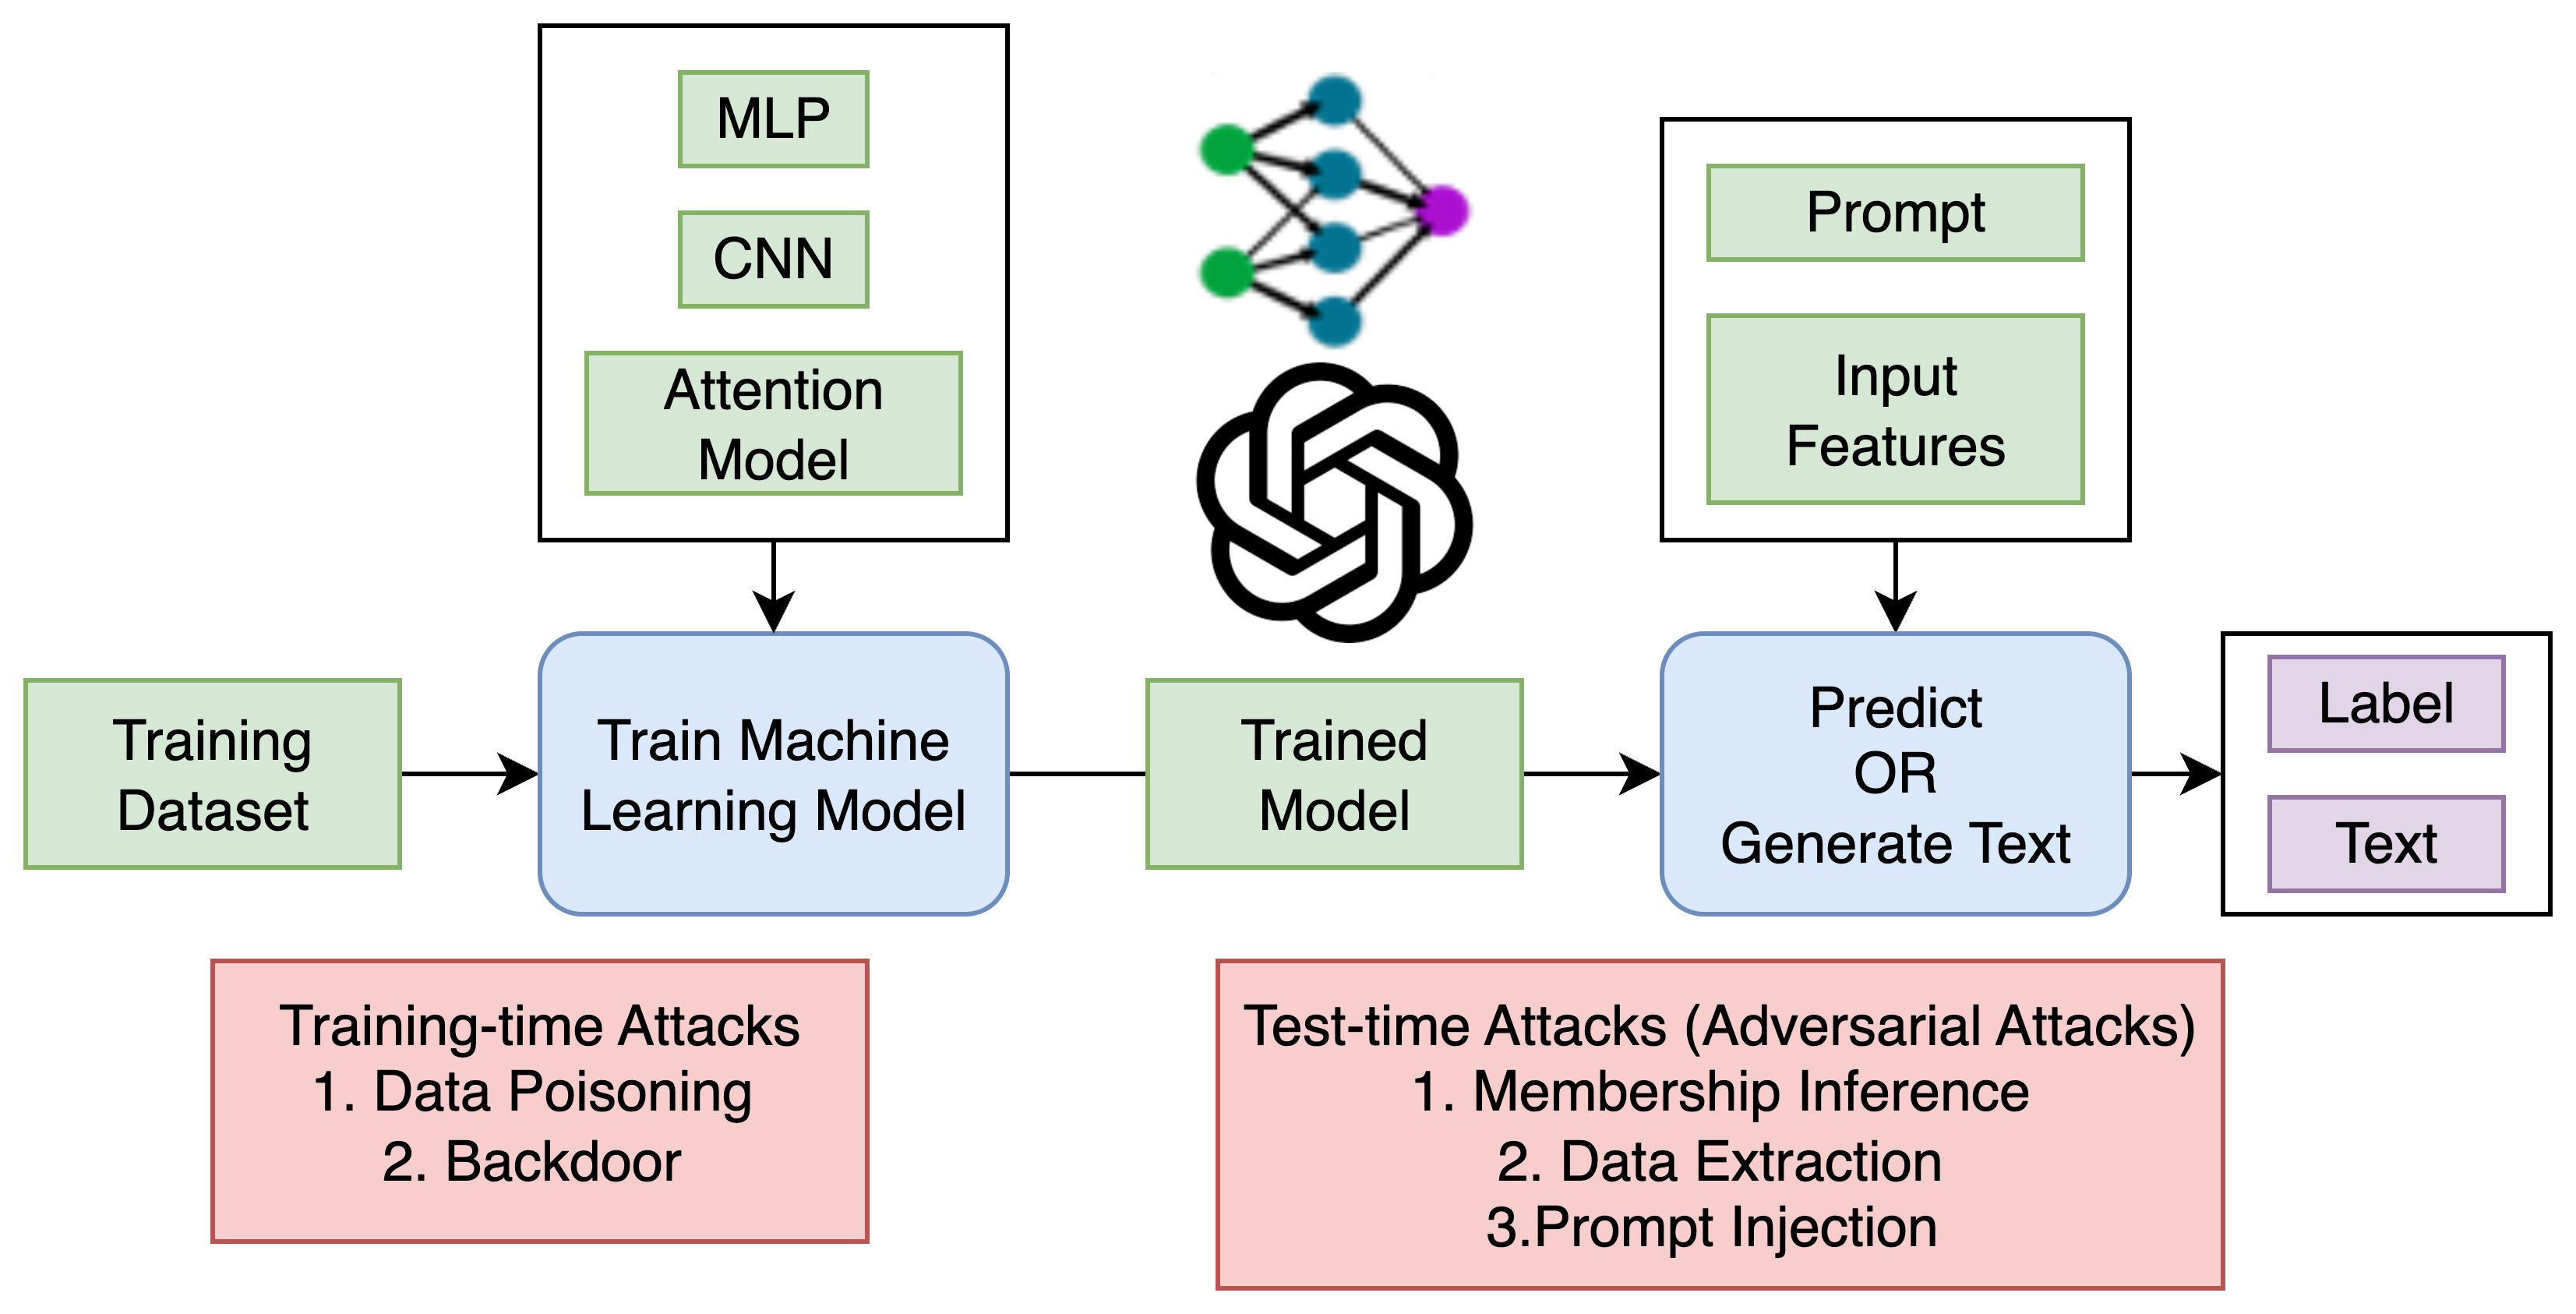 MLP
CNN
Attention
Model
Prompt
Input
Features
Training
Dataset
Train Machine
Learning Model
Trained
Model
Predict
OR
Generate Text
Label
Text
Training-time Attacks
1. Data Poisoning
2. Backdoor
Test-time Attacks (Adversarial Attacks)
1. Membership Inference
2. Data Extraction
3.Prompt Injection